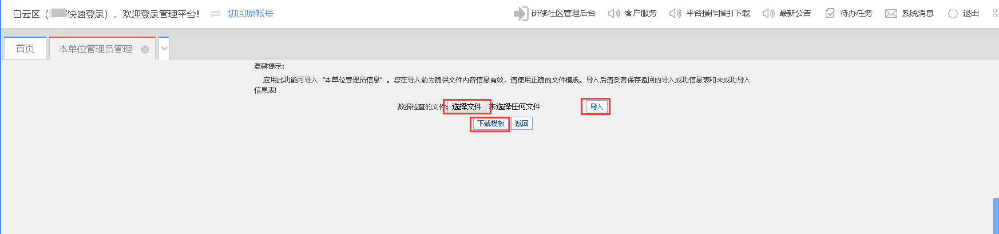 白云区（快速登录），欢迎登录管理平台！ 切回原帐号 研修社区管理后台 客户服务 平台操作指引下载 最新公告 待办任务 系统消息 退出
首页 本单位管理员管理
温馨提示：
应用此功能可导入“本单位管理员信息”。您在导入前为确保文件内容信息有效，请使用正确的文件模版。导入后请妥善保存返回的导入成功信息表和未成功导入
信息表!
数据检查的文件: 选择文件 未选择任何文件 导入
下载模板 返回